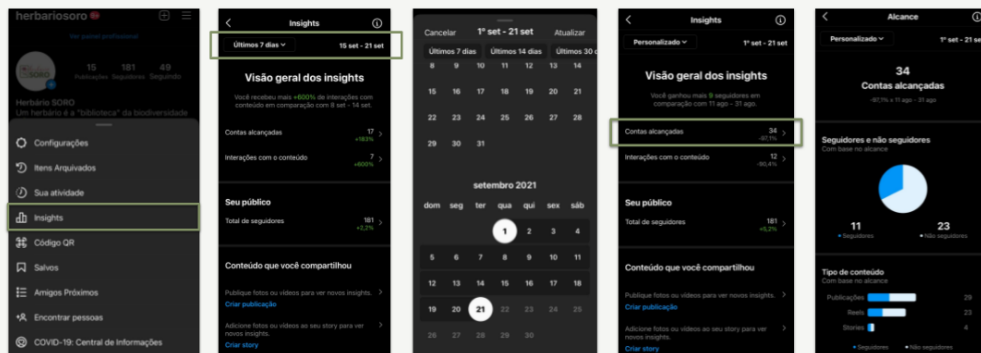 herbariosoro
Ver painel profissional
15 181 49
Publicações Seguidores Seguindo
SORO
Herbário SORO
Um herbário é a "biblioteca" da biodiversidade
Configurações
Itens Arquivados
Sua atividade
Insights
Código QR
Salvos
Amigos Próximos
Encontrar pessoas
COVID-19: Central de Informações
Insights
Últimos 7 dias
15 set - 21 set
Visão geral dos insights
Você recebeu mais +600% de interações com
conteúdo em comparação com 8 set - 14 set.
Contas alcançadas 17
+183%
Interações com o conteúdo 7
+600%
Seu público
Total de seguidores 181
+2,2%
Conteúdo que você compartilhou
Publique fotos ou vídeos para ver novos insights.
Criar publicação
Adicione fotos ou vídeos ao seu story para ver
novos insights.
Criar story
Cancelar 1º set - 21 set Atualizar
Últimos 7 dias Últimos 14 dias Últimos 30 d
8 9 10 11 12 13 14
15 16 17 18 19 20 21
22 23 24 25 26 27 28
29 30 31
setembro 2021
dom seg ter qua qui sex sáb
1 2 3 4
5 6 7 8 9 10 11
12 13 14 15 16 17 18
19 20 21 22 23 24 25
26 27 28 29 30
Insights
Personalizado
1º set - 21 set
Visão geral dos insights
Você ganhou mais 9 seguidores em
comparação com 11 ago - 31 ago.
Contas alcançadas 34
-97,1%
Interações com o conteúdo 12
-90,4%
Seu público
Total de seguidores 181
+5,2%
Conteúdo que você compartilhou
Publique fotos ou vídeos para ver novos insights.
Criar publicação
Adicione fotos ou vídeos ao seu story para ver
novos insights.
Criar story
Alcance
Personalizado
1º set - 21 set
34
Contas alcançadas
-97,1% x 11 ago - 31 ago
Seguidores e não seguidores
Com base no alcance
11 23
Seguidores Não seguidores
Tipo de conteúdo
Com base no alcance
Publicações 29
Reels 23
Stories 4
Seguidores Não seguidores